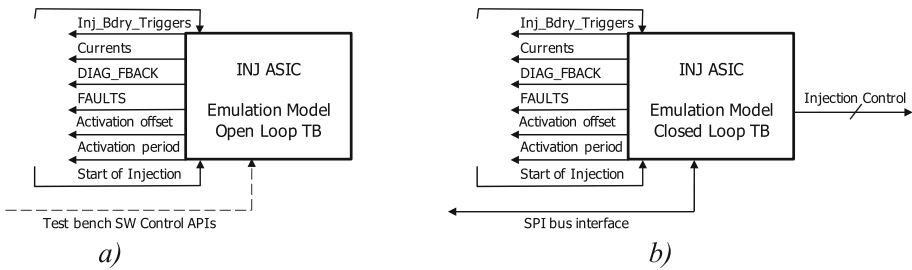 Inj_Bdry_Triggers
Currents
DIAG_FBACK
FAULTS
Activation offset
Activation period
Start of Injection
INJ ASIC
Emulation Model
Open Loop TB
Test bench SW Control APIs
a)
Inj_Bdry_Triggers
Currents
DIAG_FBACK
FAULTS
Activation offset
Activation period
Start of Injection
INJ ASIC
Emulation Model
Closed Loop TB
Injection Control
SPI bus interface
b)